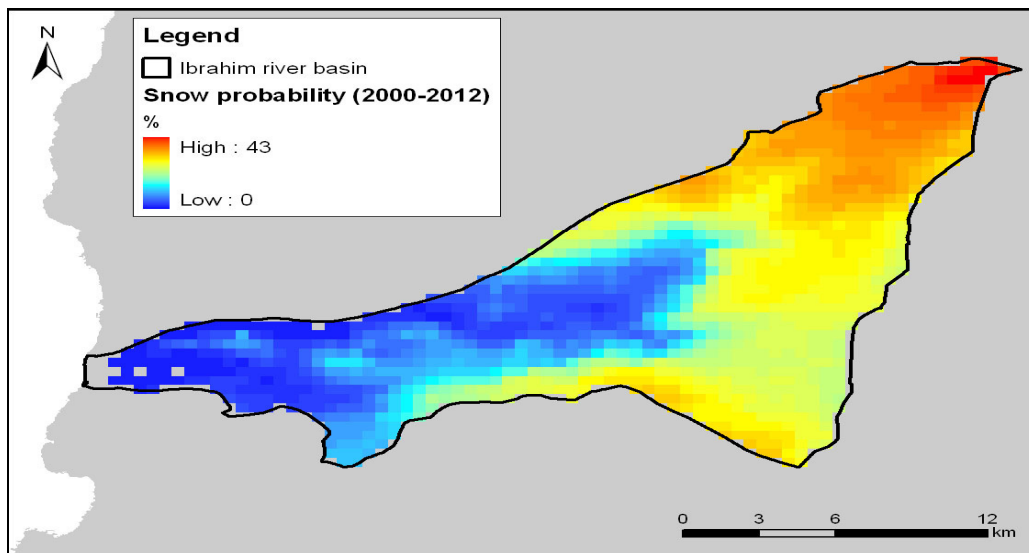 N
Legend
Ibrahim river basin
Snow probability (2000-2012)
%
High : 43
Low : 0
0 3 6 12
km